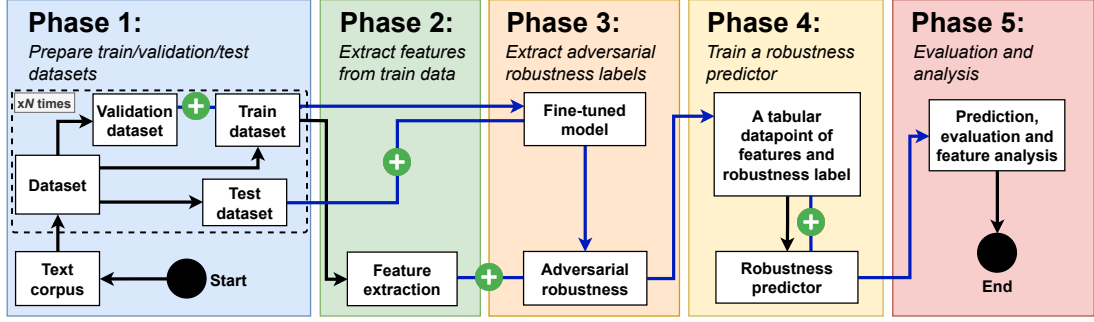 Phase 1:
Prepare train/validation/test
datasets
xN times
Validation
dataset
Train
dataset
Dataset
Test
dataset
Text
corpus
Start
Phase 2:
Extract features
from train data
Feature
extraction
Phase 3:
Extract adversarial
robustness labels
Fine-tuned
model
Adversarial
robustness
Phase 4:
Train a robustness
predictor
A tabular
datapoint of
features and
robustness label
Robustness
predictor
Phase 5:
Evaluation and
analysis
Prediction,
evaluation and
feature analysis
End